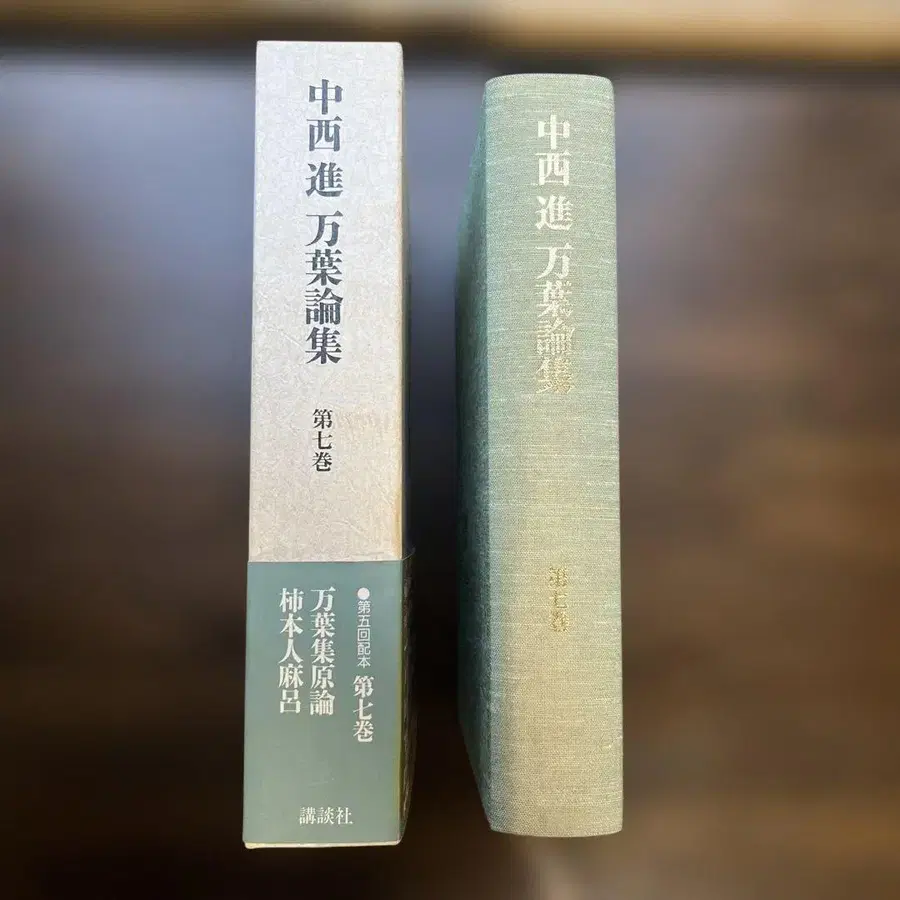 中西進 万葉論集
第七巻
●第五回配本 第七巻
万葉集原論
柿本人麻呂
講談社
中西進 万葉論集
第七巻